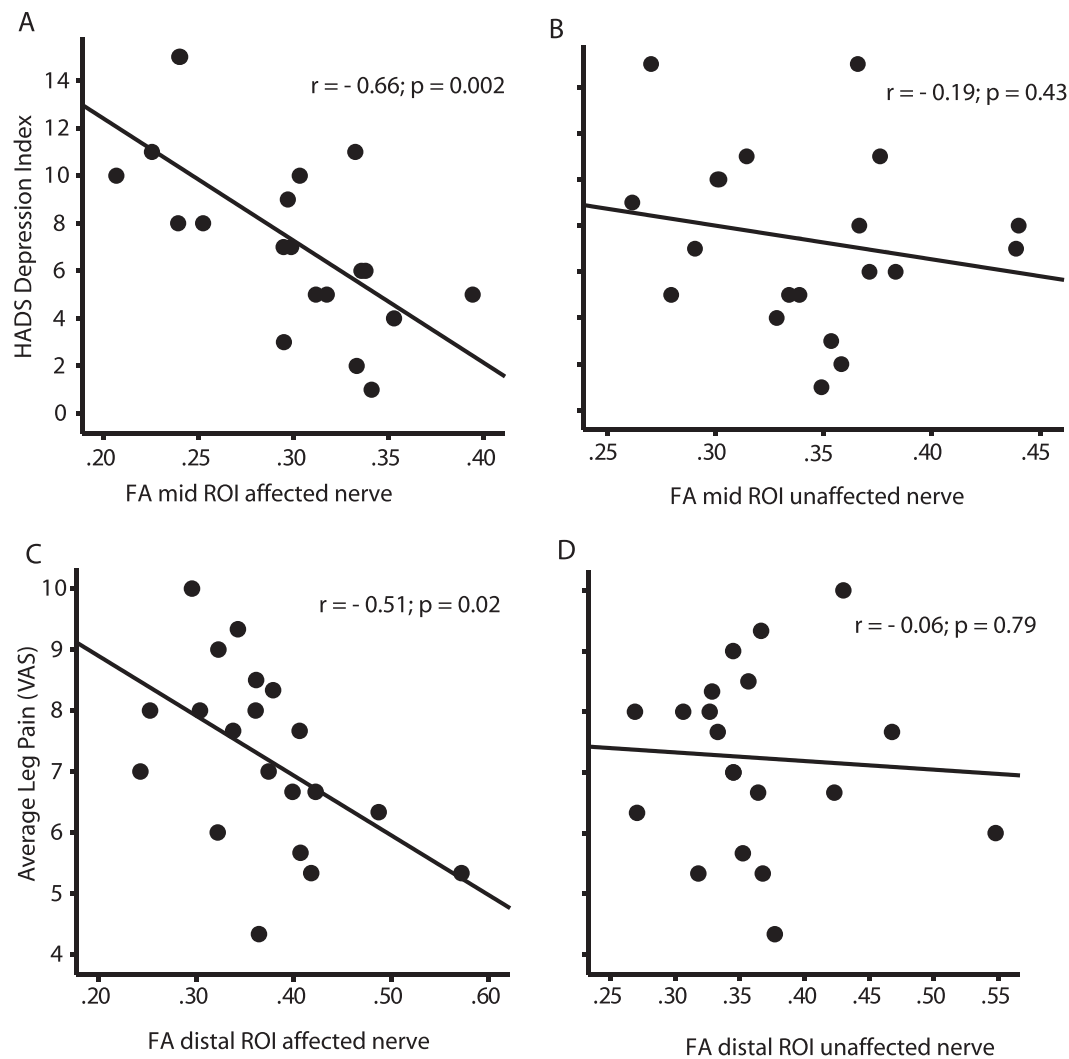 A
HADS Depression Index
14
12
10
8
6
4
2
0
r = - 0.66; p = 0.002
.20
.30
.35
.40
FA mid ROI affected nerve
B
r = - 0.19; p = 0.43
.25
.30
.35
.40
.45
FA mid ROI unaffected nerve
C
Average Leg Pain (VAS)
10
9
8
7
6
5
4
r = - 0.51; p = 0.02
.20
.30
.40
.50
.60
FA distal ROI affected nerve
D
r = - 0.06; p = 0.79
.25
.30
.35
.40
.45
.50
.55
FA distal ROI unaffected nerve